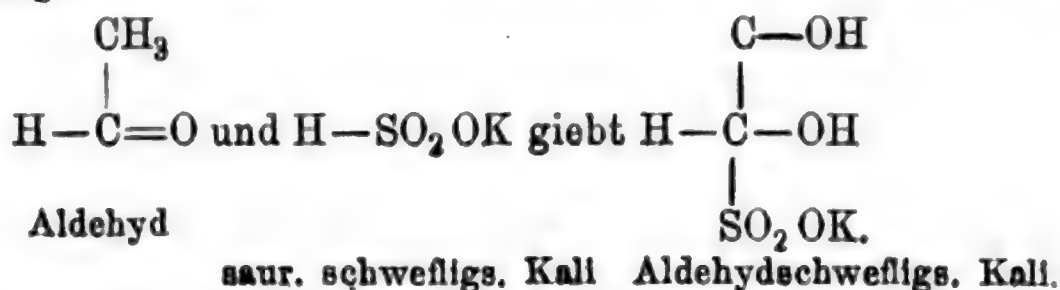 CH₃ C—OH
H—C=O und H—SO₂OK giebt H—C—OH
Aldehyd SO₂OK.
saur. schwefligs. Kali Aldehydschwefligs. Kali.